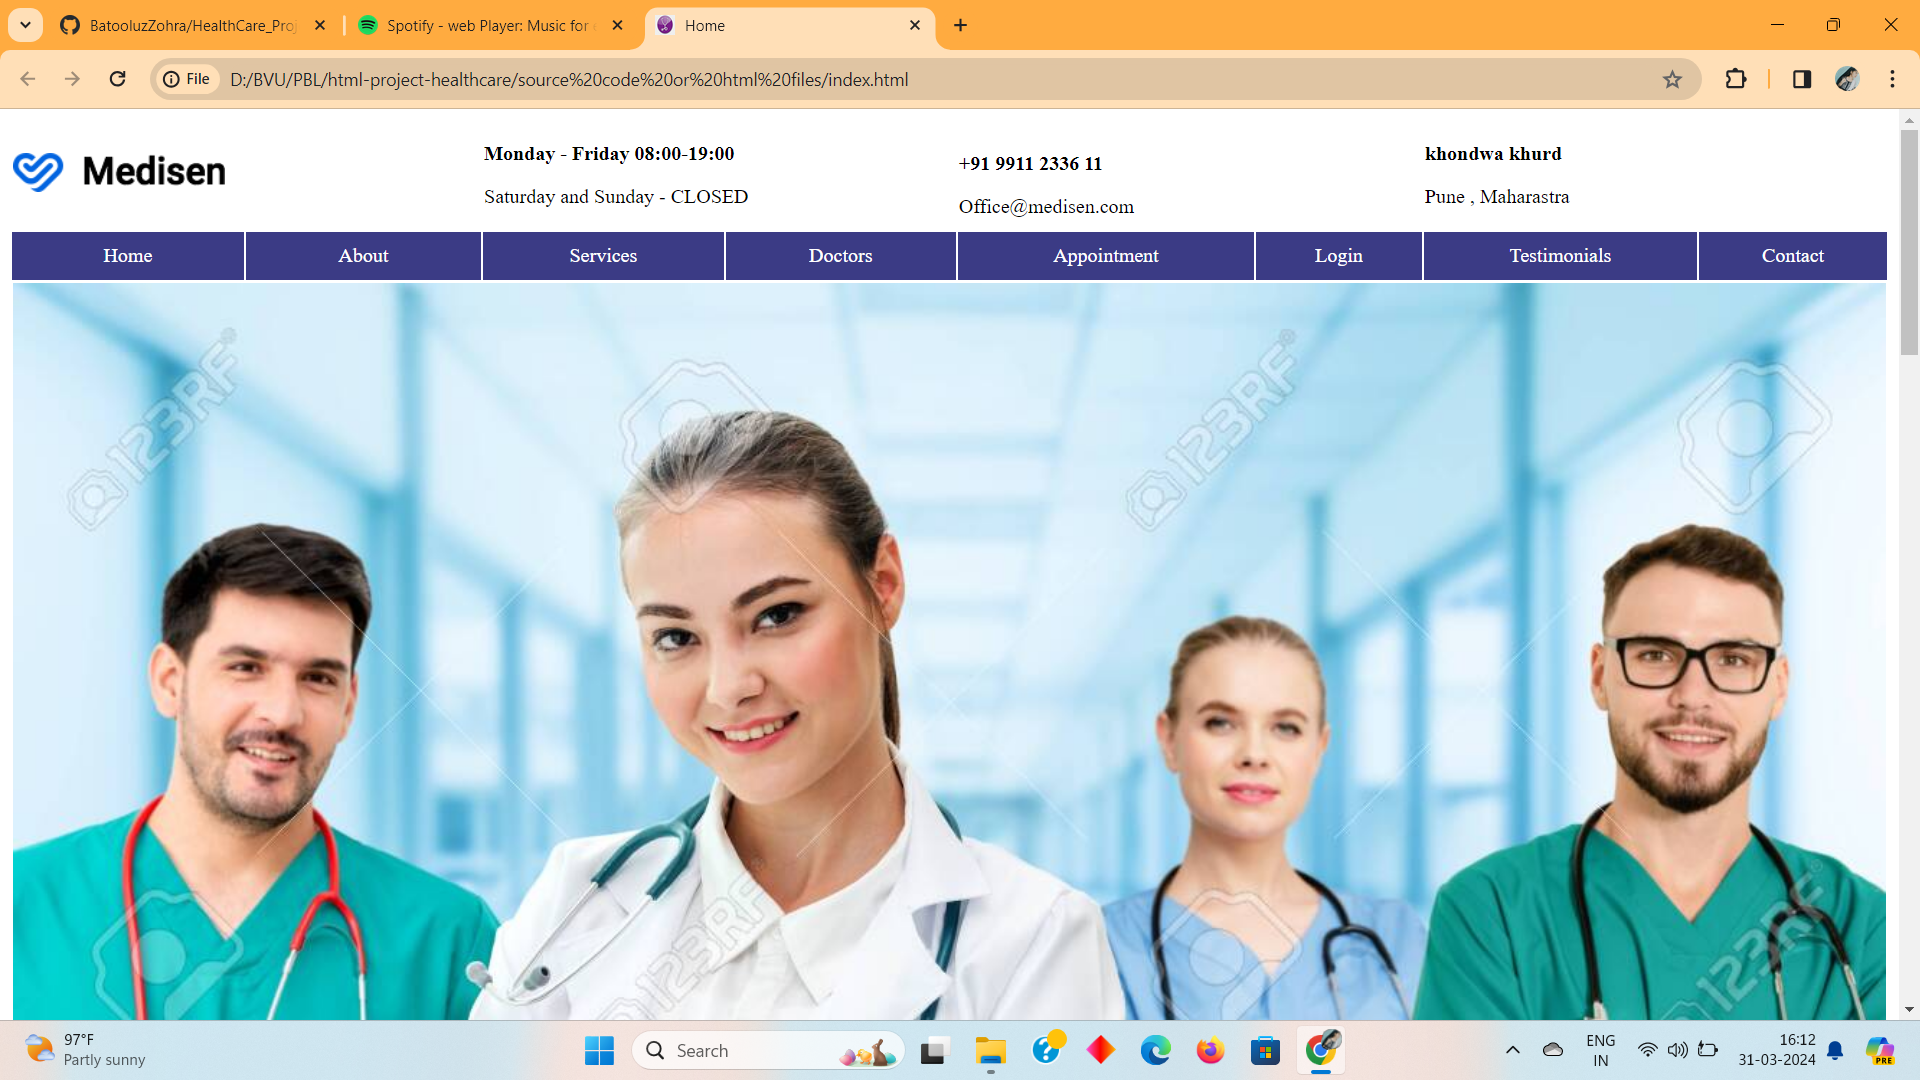 BatooluzZohra/HealthCare_Proj
Spotify - web Player: Music for
Home
File
D:/BVU/PBL/html-project-healthcare/source%20code%20or%20html%20files/index.html
Medisen
Monday - Friday 08:00-19:00
Saturday and Sunday - CLOSED
+91 9911 2336 11
Office@medisen.com
khondwa khurd
Pune , Maharastra
Home
About
Services
Doctors
Appointment
Login
Testimonials
Contact
123RF
123RF
123RF
123RF
97°F
Partly sunny
Search
PRE
ENG
IN
16:12
31-03-2024